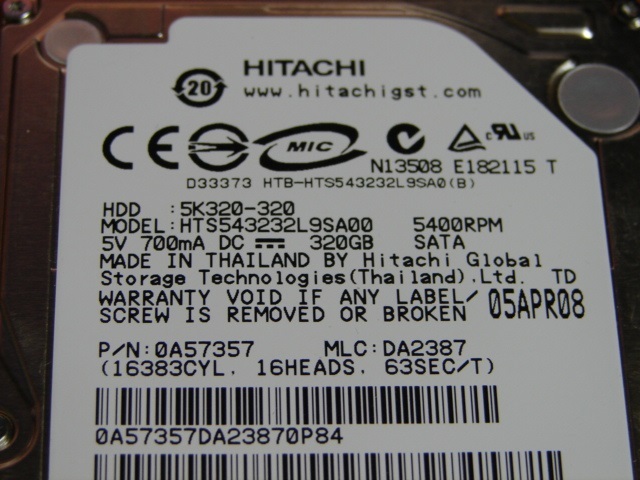 HITACHI
20
www.hitachigst.com
CE MIC c RU US
N13508 E182115 T
D33373 HTB-HTS543232L9SA0(B)
HDD :5K320-320
MODEL:HTS543232L9SA00 5400RPM
5V 700mA DC 320GB SATA
MADE IN THAILAND BY Hitachi Global
Storage Technologies(Thailand).Ltd. TD
WARRANTY VOID IF ANY LABEL/ 05APR08
SCREW IS REMOVED OR BROKEN
P/N:0A57357 MLC:DA2387
(16383CYL. 16HEADS. 63SEC/T)
0A57357DA23870P84